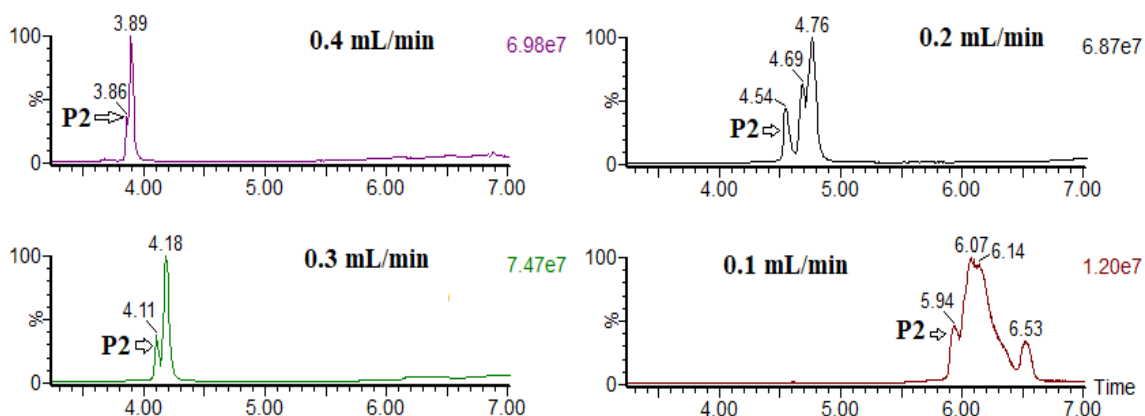 3.89
100
0.4 mL/min
6.98e7
%
3.86
P2
0
4.00 5.00 6.00 7.00
4.76
100
0.2 mL/min
6.87e7
4.69
%
4.54
P2
0
4.00 5.00 6.00 7.00
4.18
100
0.3 mL/min
7.47e7
4.11
%
P2
0
4.00 5.00 6.00 7.00
6.07
100
0.1 mL/min
6.14
1.20e7
5.94
%
P2
6.53
0
Time
4.00 5.00 6.00 7.00